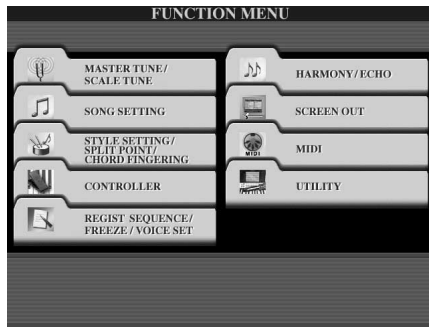 FUNCTION MENU
MASTER TUNE/
SCALE TUNE
SONG SETTING
STYLE SETTING/
SPLIT POINT/
CHORD FINGERING
CONTROLLER
REGIST SEQUENCE/
FREEZE / VOICE SET
HARMONY/ ECHO
SCREEN OUT
MIDI
MIDI
UTILITY